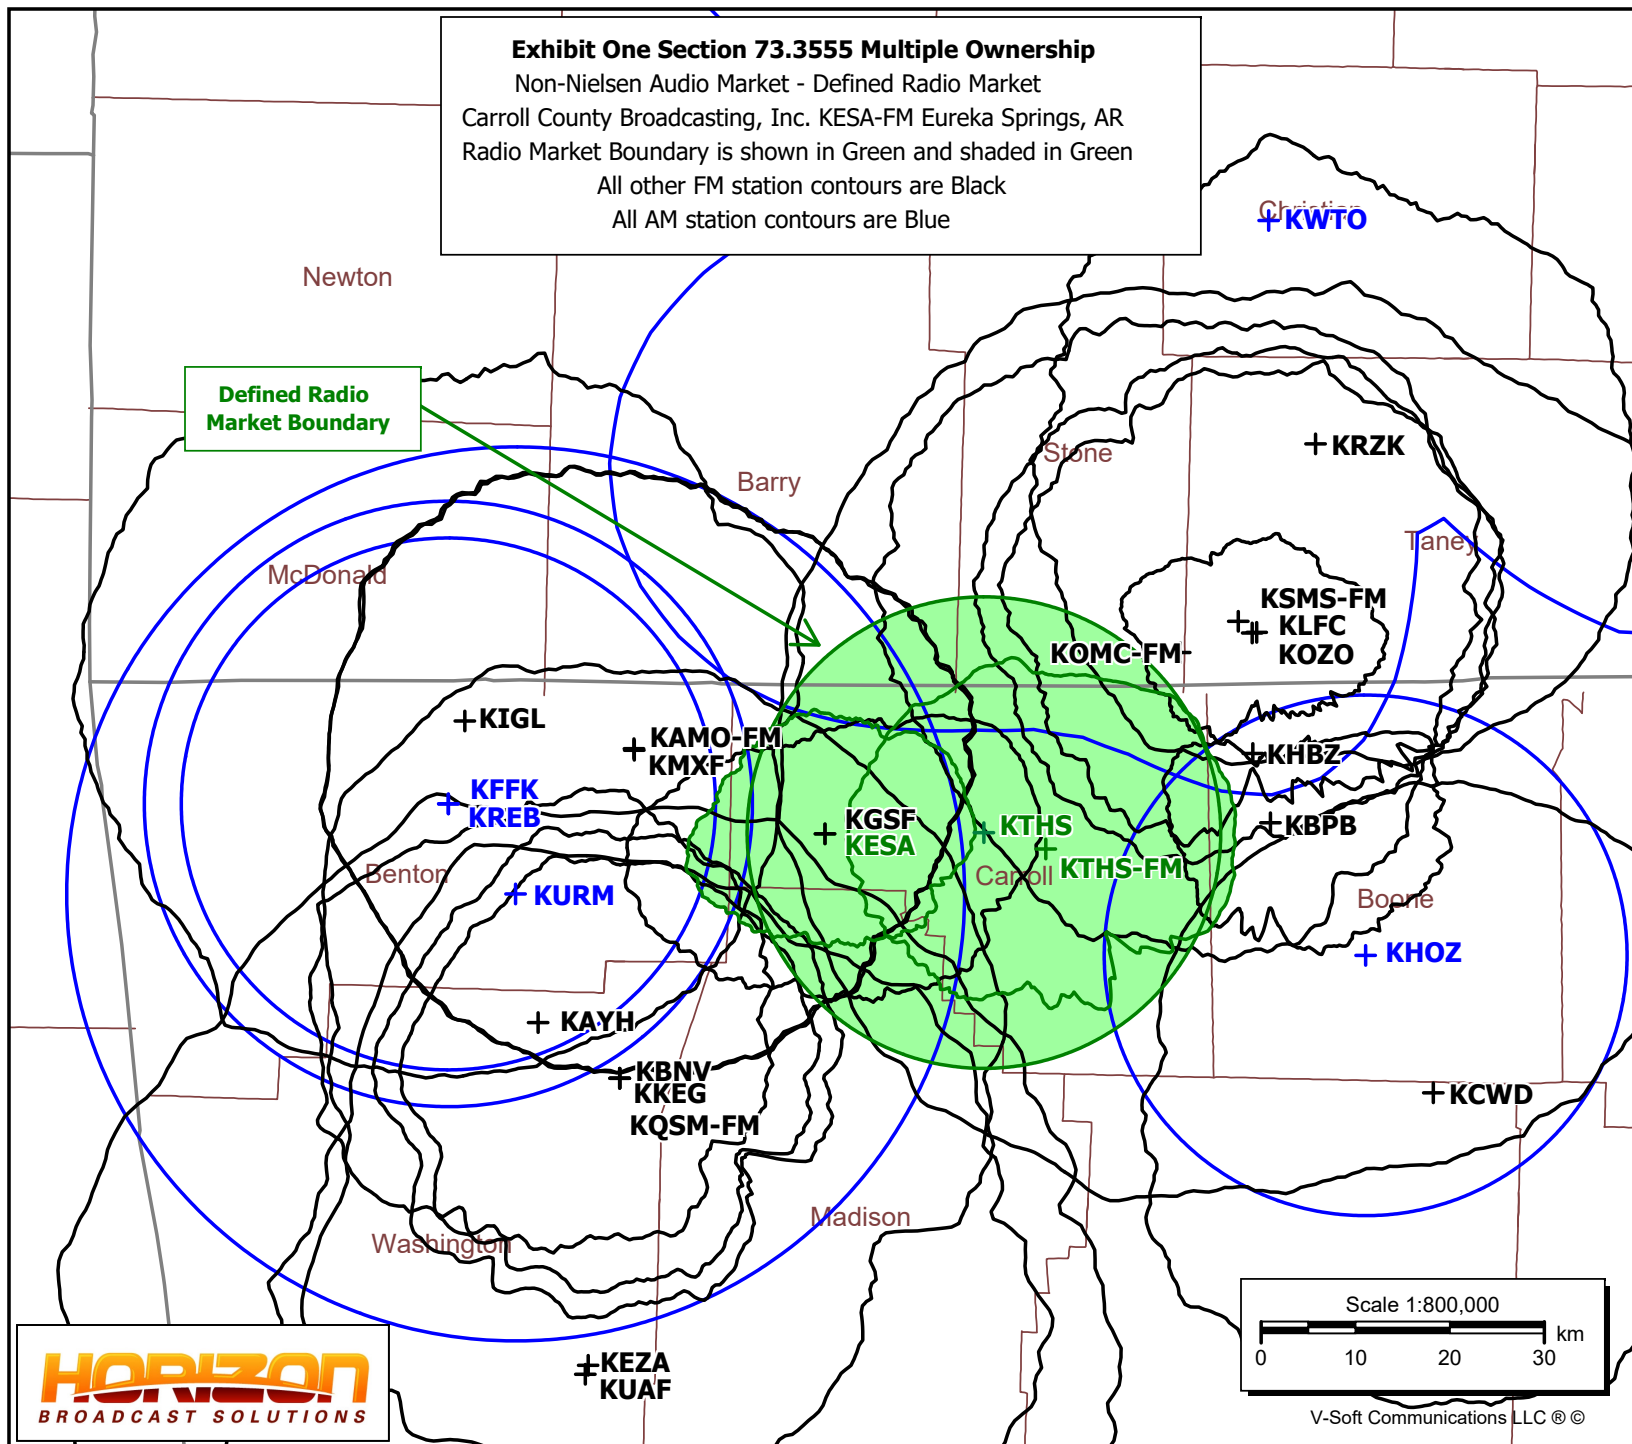 Exhibit One Section 73.3555 Multiple Ownership
Non-Nielsen Audio Market - Defined Radio Market
Carroll County Broadcasting, Inc. KESA-FM Eureka Springs, AR
Radio Market Boundary is shown in Green and shaded in Green
All other FM station contours are Black
All AM station contours are Blue
Christian
KWTO
Newton
Defined Radio
Market Boundary
KRZK
Stone
Barry
Taney
McDonald
KSMS-FM
KLFC
KOZO
KOMC-FM
KIGL
KAMO-FM
KMXF
KHBZ
KFFK
KREB
KGSF
KESA
KTHS
KBPB
KTHS-FM
Carroll
Benton
KURM
Boone
KHOZ
KAYH
KBNV
KKEG
KQSM-FM
KCWD
Madison
Washington
Scale 1:800,000
km
0 10 20 30
KEZA
KUAF
HORIZON
BROADCAST SOLUTIONS
V-Soft Communications LLC ® ©